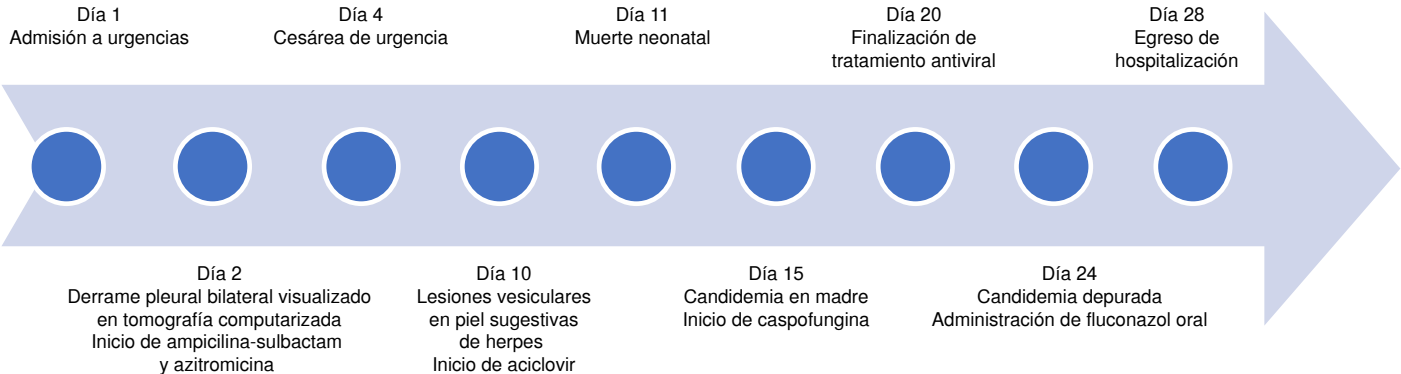 Día 1
Admisión a urgencias
Día 4
Cesárea de urgencia
Día 11
Muerte neonatal
Día 20
Finalización de
tratamiento antiviral
Día 28
Egreso de
hospitalización
Día 2
Derrame pleural bilateral visualizado
en tomografía computarizada
Inicio de ampicilina-sulbactam
y azitromicina
Día 10
Lesiones vesiculares
en piel sugestivas
de herpes
Inicio de aciclovir
Día 15
Candidemia en madre
Inicio de caspofungina
Día 24
Candidemia depurada
Administración de fluconazol oral